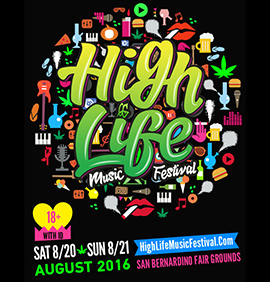 High
Life
Music Festival
18+
WITH ID
SAT 8/20 SUN 8/21
HighLifeMusicFestival.Com
AUGUST 2016
SAN BERNARDINO FAIR GROUNDS